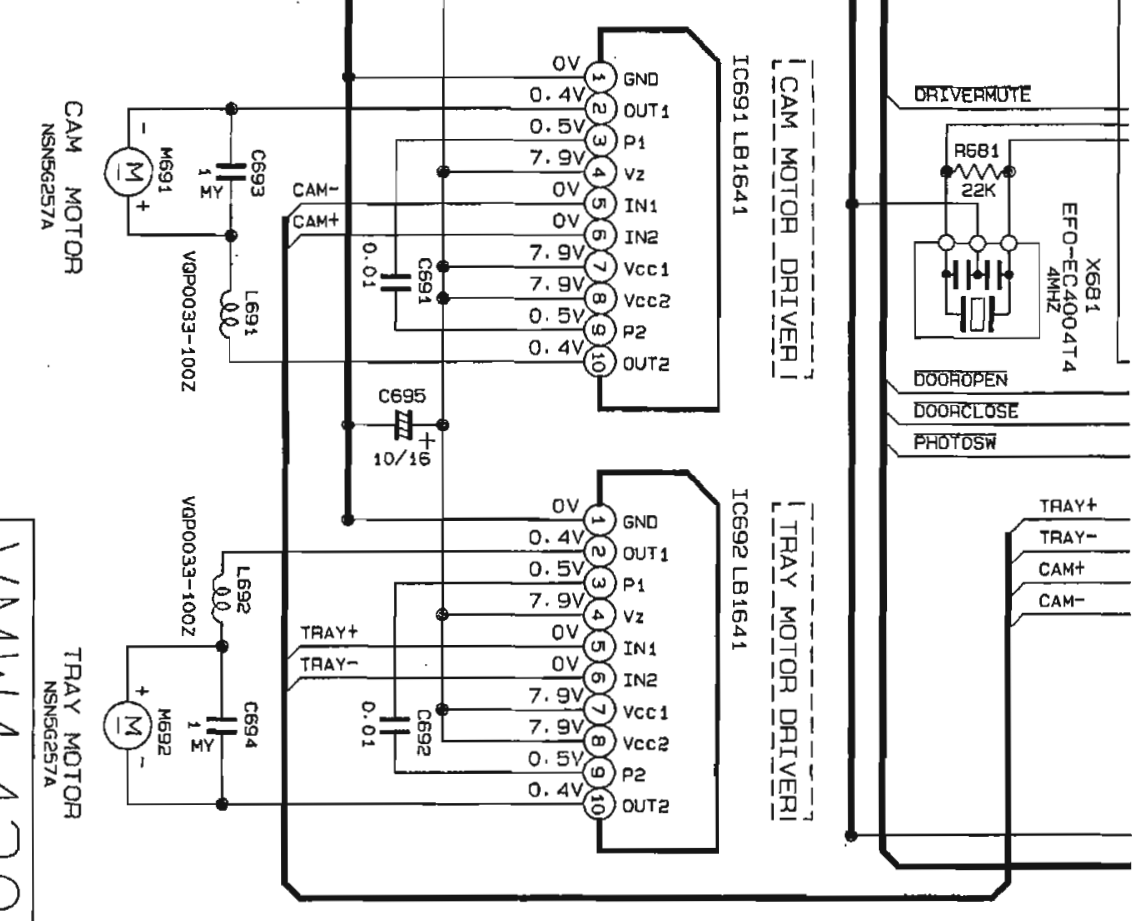 DRIVERMUTE
R681
22K
X681
EFO-EC4004T4
4MHZ
DOOROPEN
DOORCLOSE
PHOTOSW
TRAY+
TRAY-
CAM+
CAM-
CAM MOTOR DRIVER
IC691 LB1641
0V 1 GND
0.4V 2 OUT1
0.5V 3 P1
7.9V 4 Vz
0V 5 IN1
0V 6 IN2
7.9V 7 Vcc1
7.9V 8 Vcc2
0.5V 9 P2
0.4V 10 OUT2
CAM-
CAM+
C691
0.01
C693
1
MY
- M +
M691
CAM MOTOR
NSN5G257A
L691
VQP0033-100Z
C695
+
10/16
TRAY MOTOR DRIVER
IC692 LB1641
0V 1 GND
0.4V 2 OUT1
0.5V 3 P1
7.9V 4 Vz
0V 5 IN1
0V 6 IN2
7.9V 7 Vcc1
7.9V 8 Vcc2
0.5V 9 P2
0.4V 10 OUT2
TRAY+
TRAY-
C692
0.01
L692
VQP0033-100Z
C694
1
MY
+ M -
M692
TRAY MOTOR
NSN5G257A